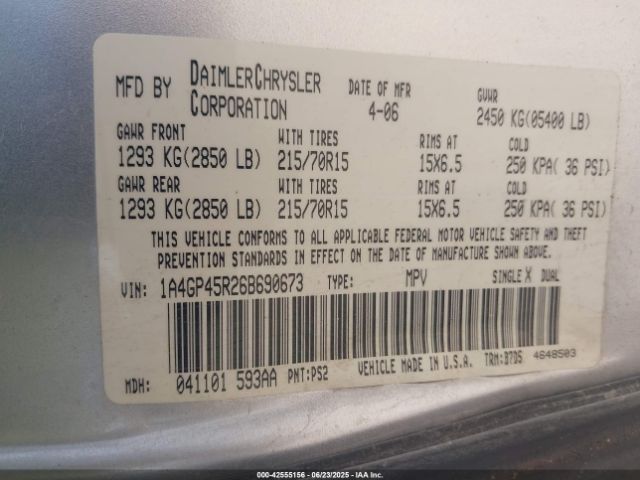 MFD BY DAIMLERCHRYSLER CORPORATION DATE OF MFR 4-06 GVWR 2450 KG(05400 LB)
GAWR FRONT WITH TIRES RIMS AT COLD
1293 KG(2850 LB) 215/70R15 15X6.5 250 KPA( 36 PSI)
GAWR REAR WITH TIRES RIMS AT COLD
1293 KG(2850 LB) 215/70R15 15X6.5 250 KPA( 36 PSI)
THIS VEHICLE CONFORMS TO ALL APPLICABLE FEDERAL MOTOR VEHICLE SAFETY AND THEFT
PREVENTION STANDARDS IN EFFECT ON THE DATE OF MANUFACTURE SHOWN ABOVE.
VIN: 1A4GP45R26B690673 TYPE: MPV SINGLE X DUAL
MDH: 041101 593AA PNT:PS2 VEHICLE MADE IN U.S.A. TRM:B7D5 4648503
000-42555156 - 06/23/2025 - IAAI, Inc.